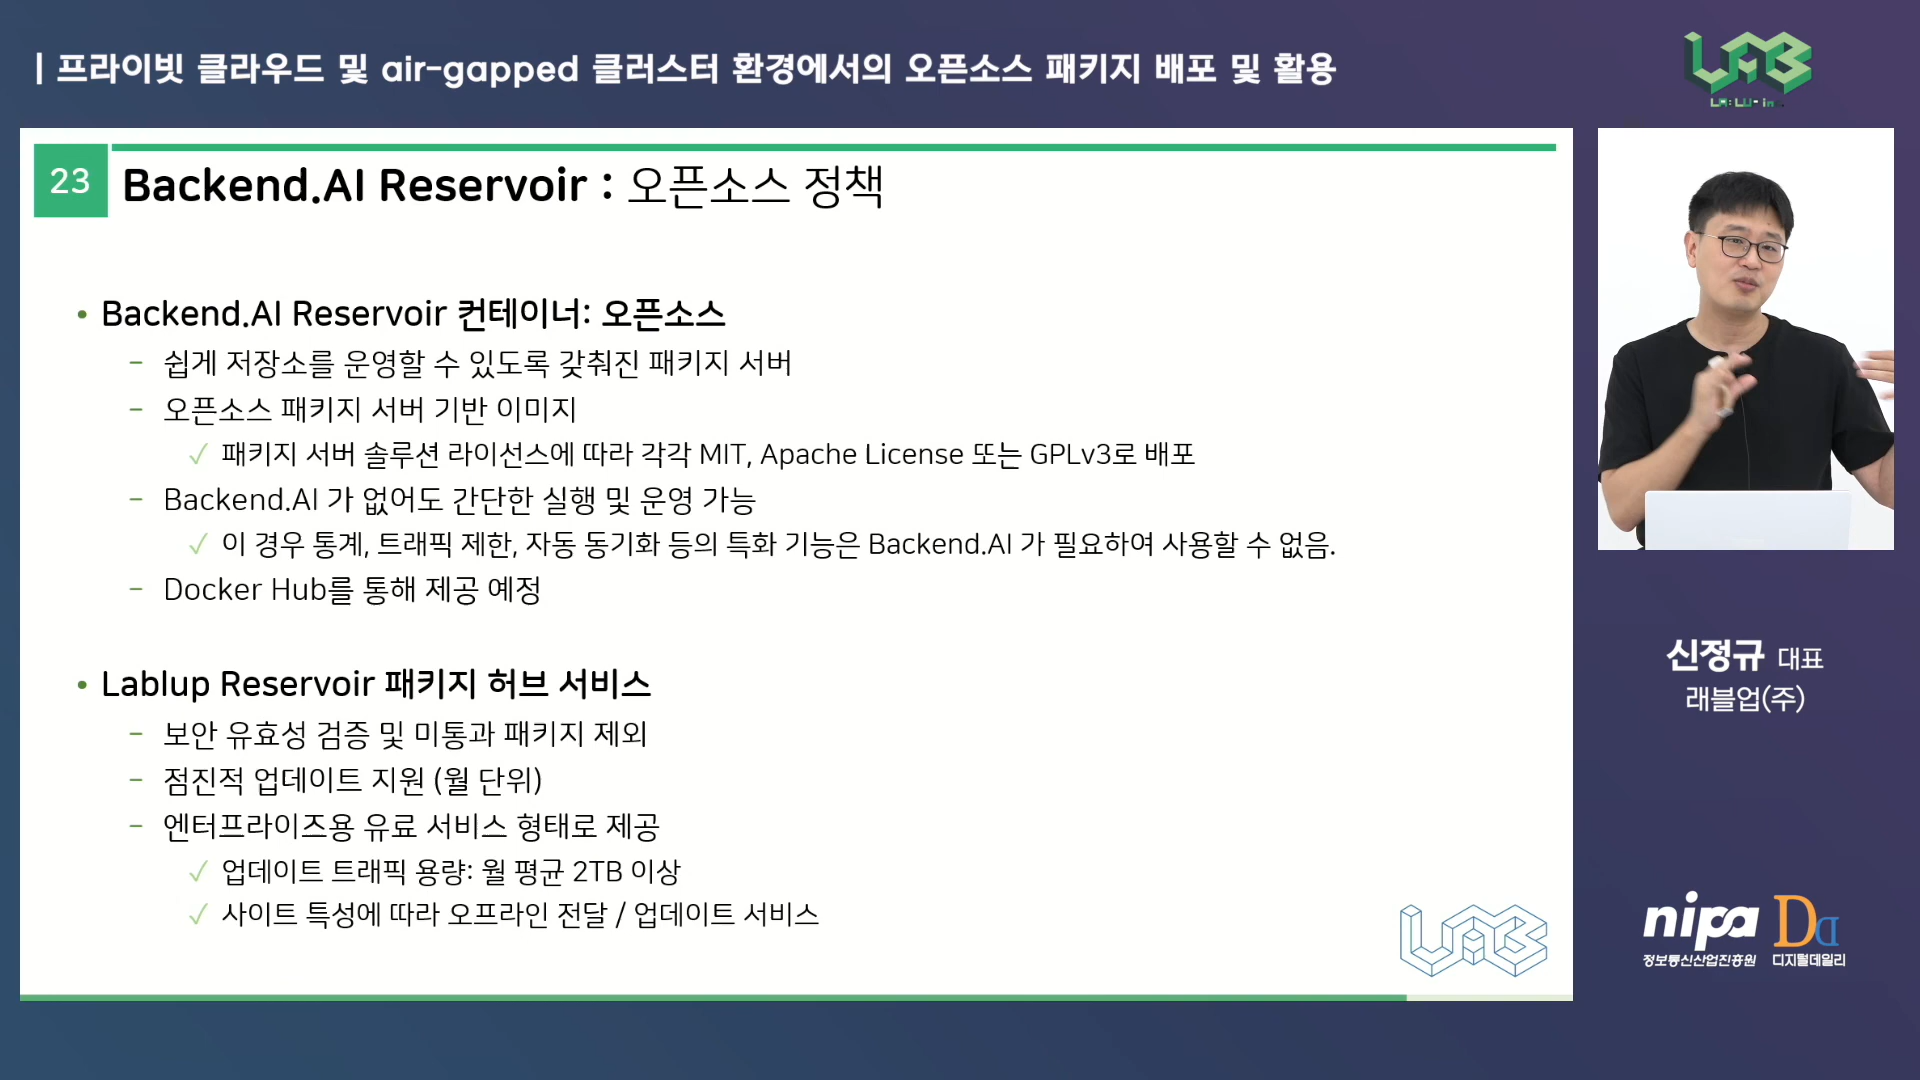 | 프라이빗 클라우드 및 air-gapped 클러스터 환경에서의 오픈소스 패키지 배포 및 활용
23
Backend.AI Reservoir : 오픈소스 정책
• Backend.AI Reservoir 컨테이너: 오픈소스
– 쉽게 저장소를 운영할 수 있도록 갖춰진 패키지 서버
– 오픈소스 패키지 서버 기반 이미지
✓ 패키지 서버 솔루션 라이선스에 따라 각각 MIT, Apache License 또는 GPLv3로 배포
– Backend.AI 가 없어도 간단한 실행 및 운영 가능
✓ 이 경우 통계, 트래픽 제한, 자동 동기화 등의 특화 기능은 Backend.AI 가 필요하여 사용할 수 없음.
– Docker Hub를 통해 제공 예정
• Lablup Reservoir 패키지 허브 서비스
– 보안 유효성 검증 및 미통과 패키지 제외
– 점진적 업데이트 지원 (월 단위)
– 엔터프라이즈용 유료 서비스 형태로 제공
✓ 업데이트 트래픽 용량: 월 평균 2TB 이상
✓ 사이트 특성에 따라 오프라인 전달 / 업데이트 서비스
신정규 대표
래블업(주)
nipa
정보통신산업진흥원
디지털데일리